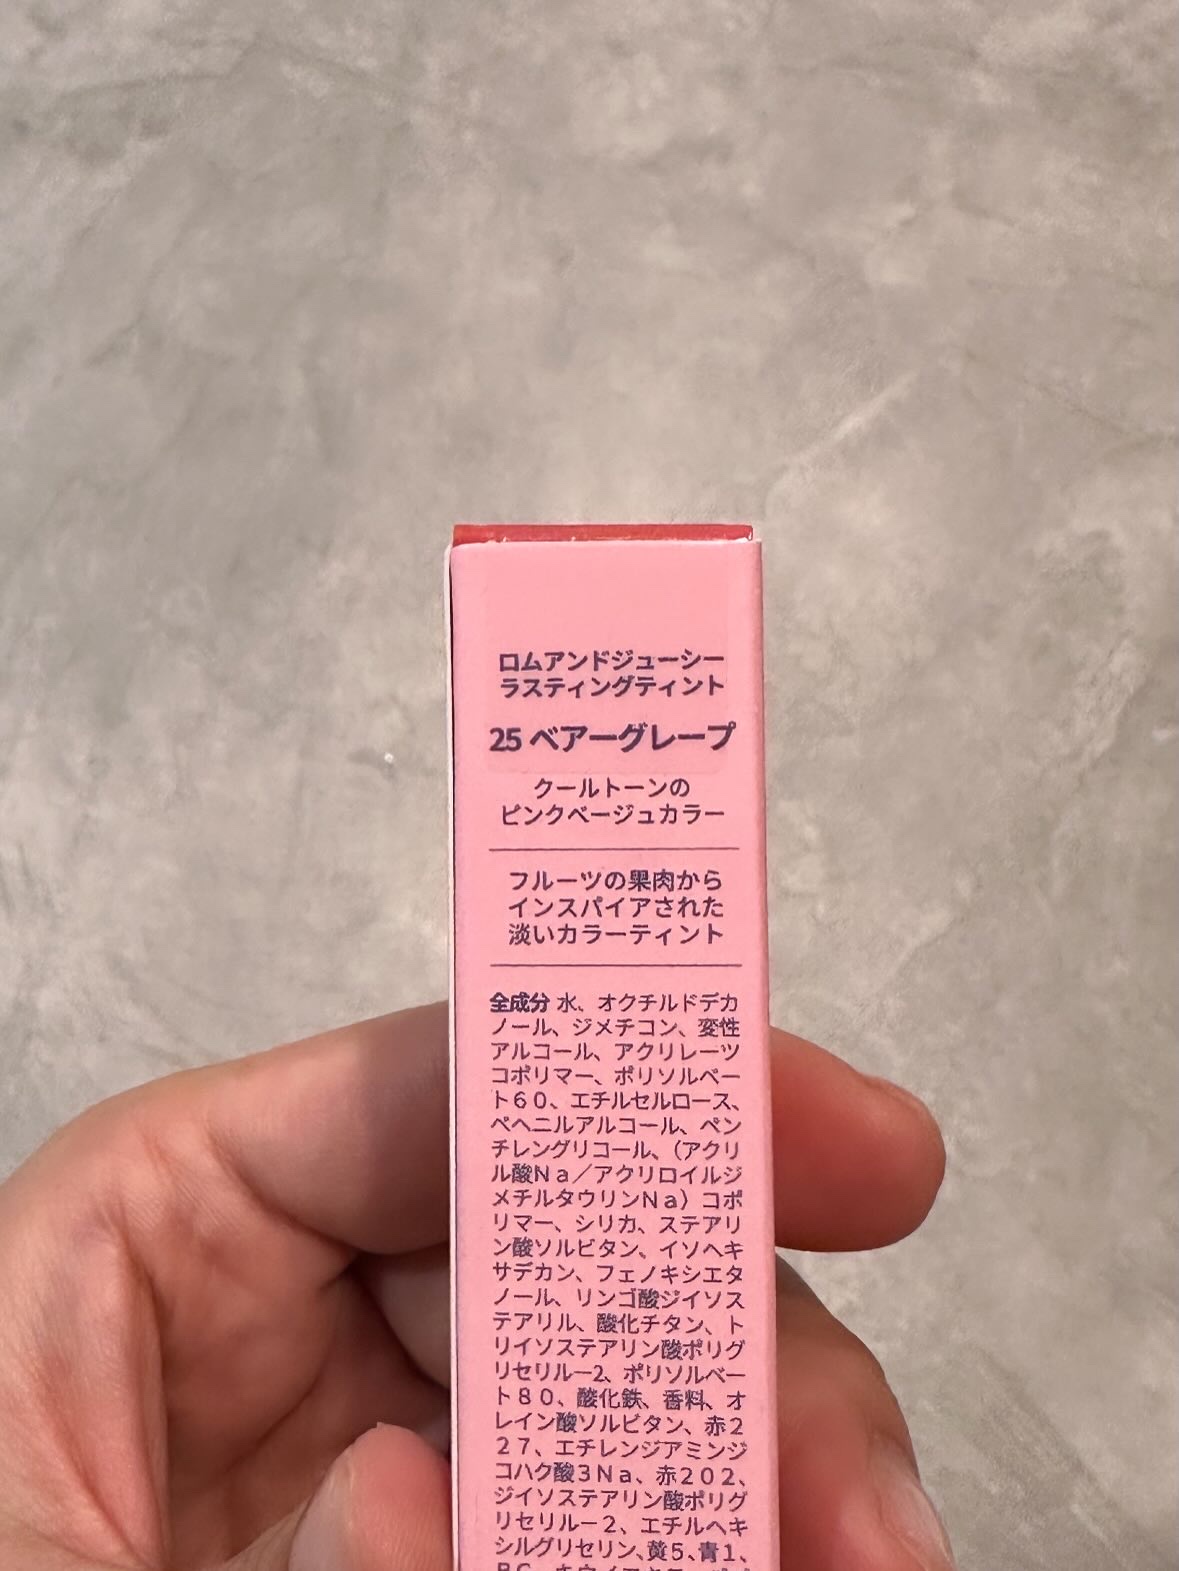 ロムアンドジューシー
ラスティングティント
25 ベアーグレープ
クールトーンの
ピンクベージュカラー
フルーツの果肉から
インスパイアされた
淡いカラーティント
全成分 水、オクチルドデカ
ノール、ジメチコン、変性
アルコール、アクリレーツ
コポリマー、ポリソルベー
ト60、エチルセルロース、
ベヘニルアルコール、ペン
チレングリコール、（アクリ
ル酸Na／アクリロイルジ
メチルタウリンNa）コポ
リマー、シリカ、ステアリ
ン酸ソルビタン、イソヘキ
サデカン、フェノキシエタ
ノール、リンゴ酸ジイソス
テアリル、酸化チタン、ト
リイソステアリン酸ポリグ
リセリルー2、ポリソルベー
ト80、酸化鉄、香料、オ
レイン酸ソルビタン、赤2
27、エチレンジアミンジ
コハク酸3Na、赤202、
ジイソステアリン酸ポリグ
リセリルー2、エチルヘキ
シルグリセリン、黄5、青1、